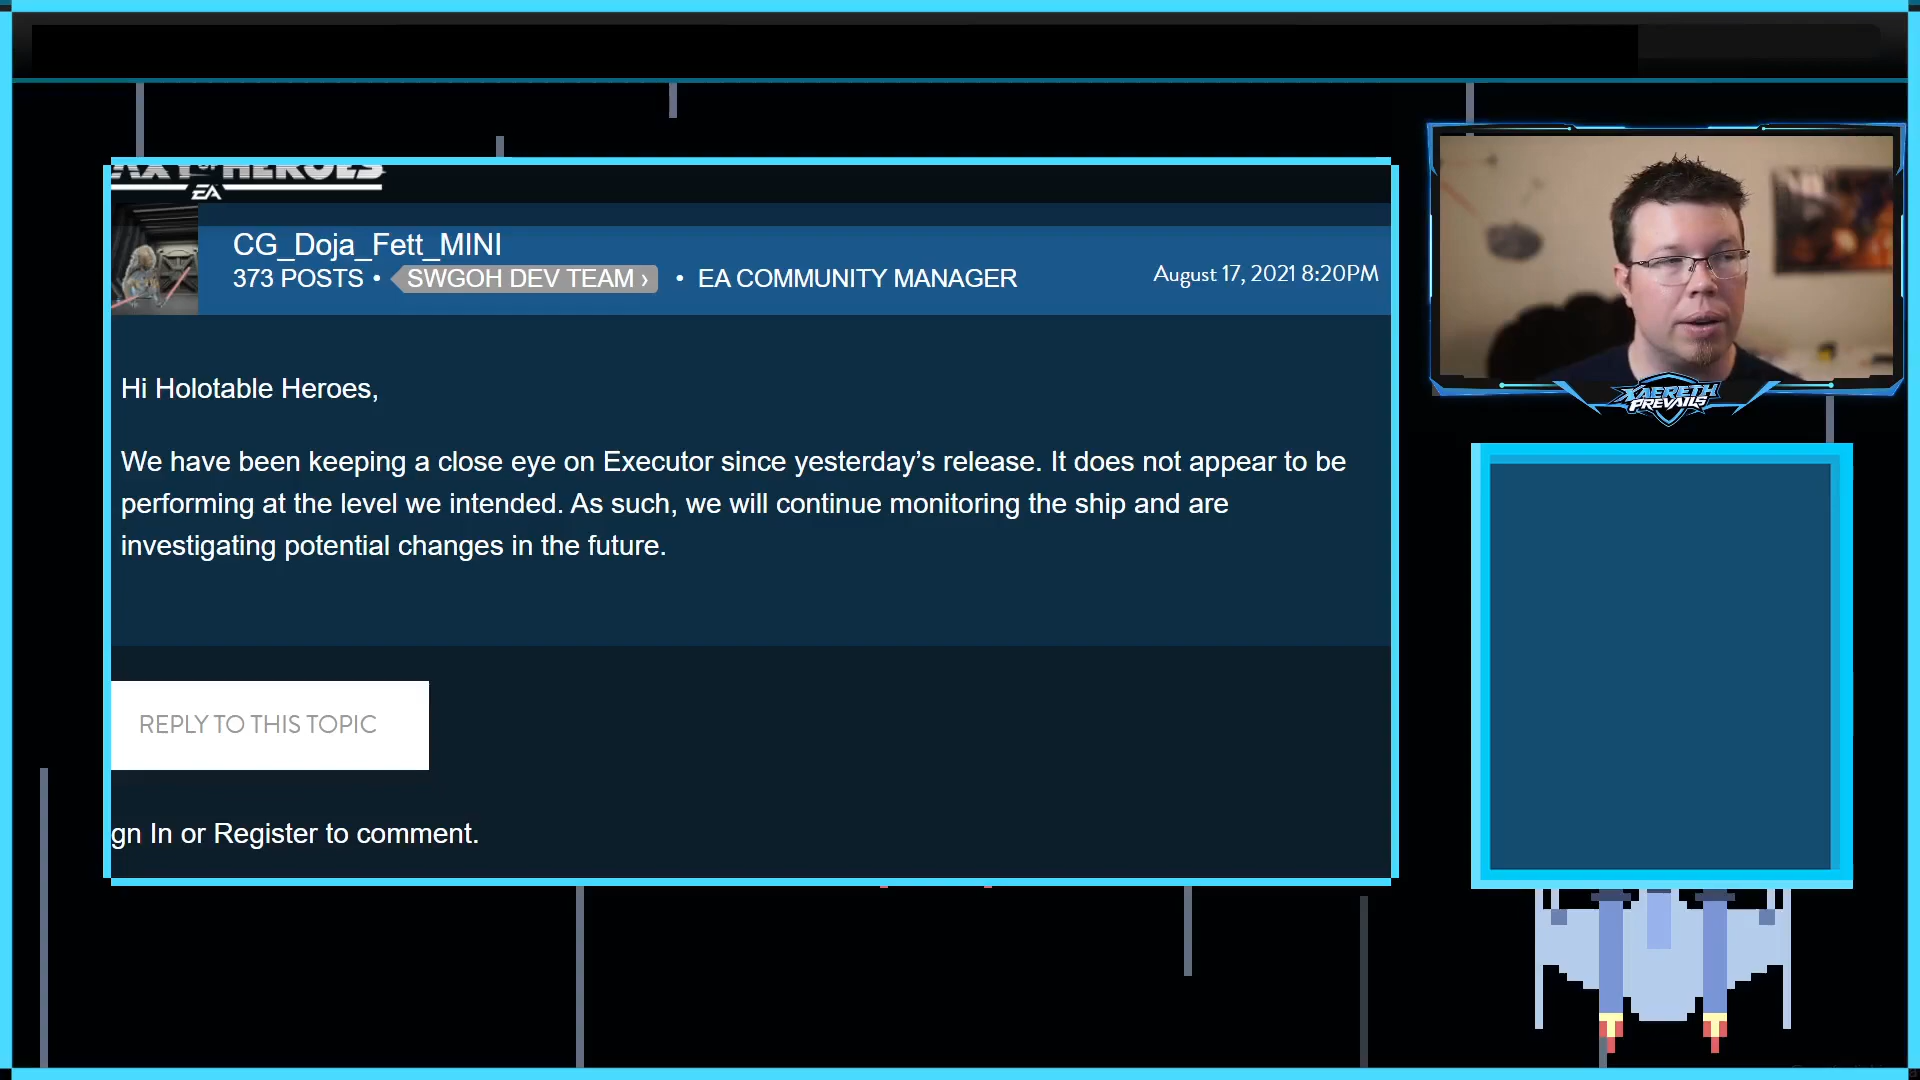 HEROES
EA
CG_Doja_Fett_MINI
373 POSTS • SWGOH DEV TEAM › • EA COMMUNITY MANAGER
August 17, 2021 8:20PM
Hi Holotable Heroes,
We have been keeping a close eye on Executor since yesterday’s release. It does not appear to be
performing at the level we intended. As such, we will continue monitoring the ship and are
investigating potential changes in the future.
REPLY TO THIS TOPIC
gn In or Register to comment.
XAERETH
PREVAILS